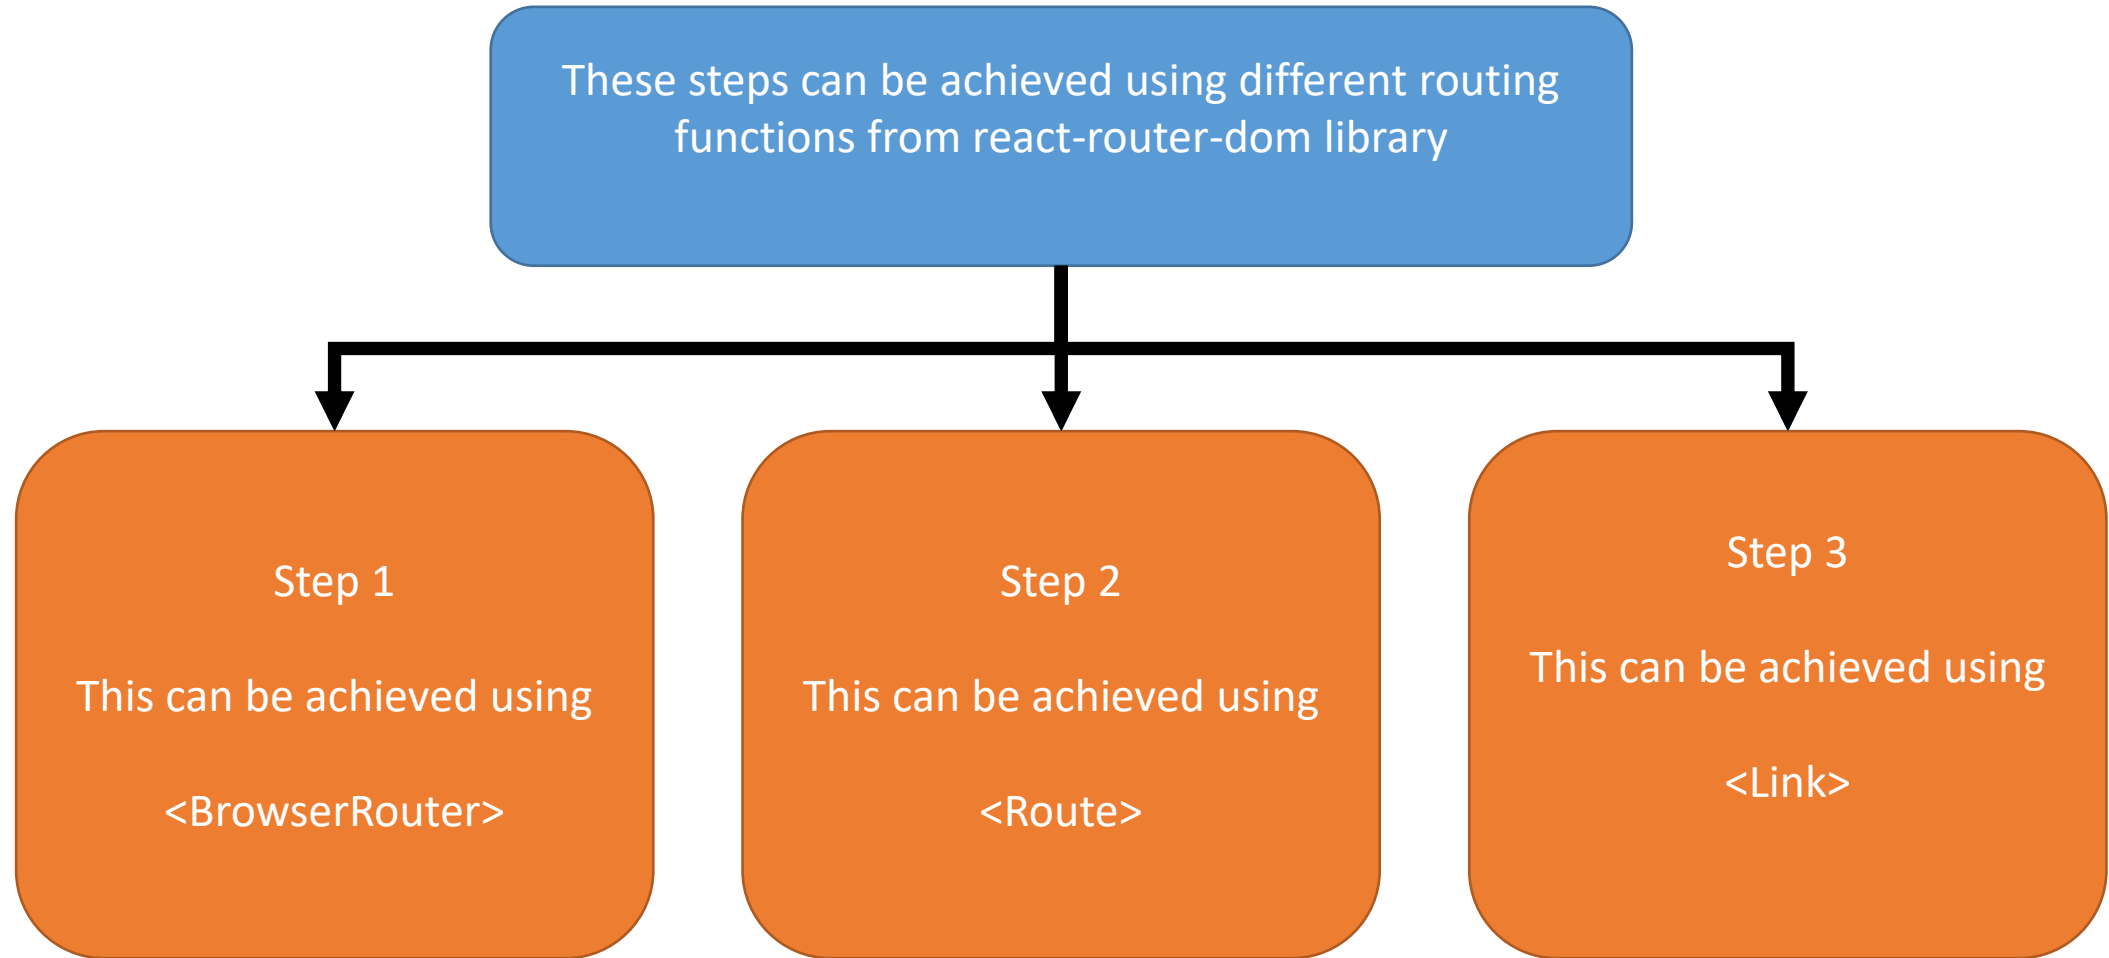 These steps can be achieved using different routing
functions from react-router-dom library
Step 1
This can be achieved using
<BrowserRouter>
Step 2
This can be achieved using
<Route>
Step 3
This can be achieved using
<Link>